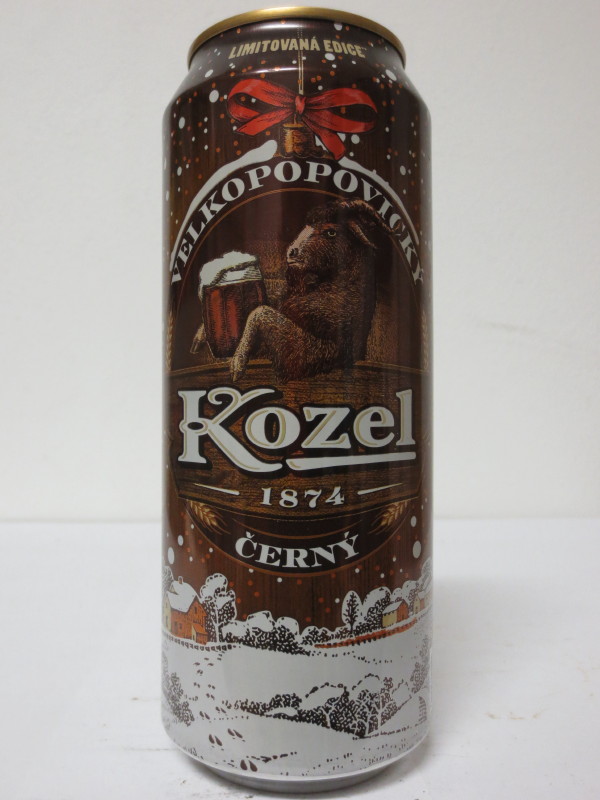 LIMITOVANÁ EDICE
VELKOPOPOVICKÝ
Kozel
1874
ČERNÝ